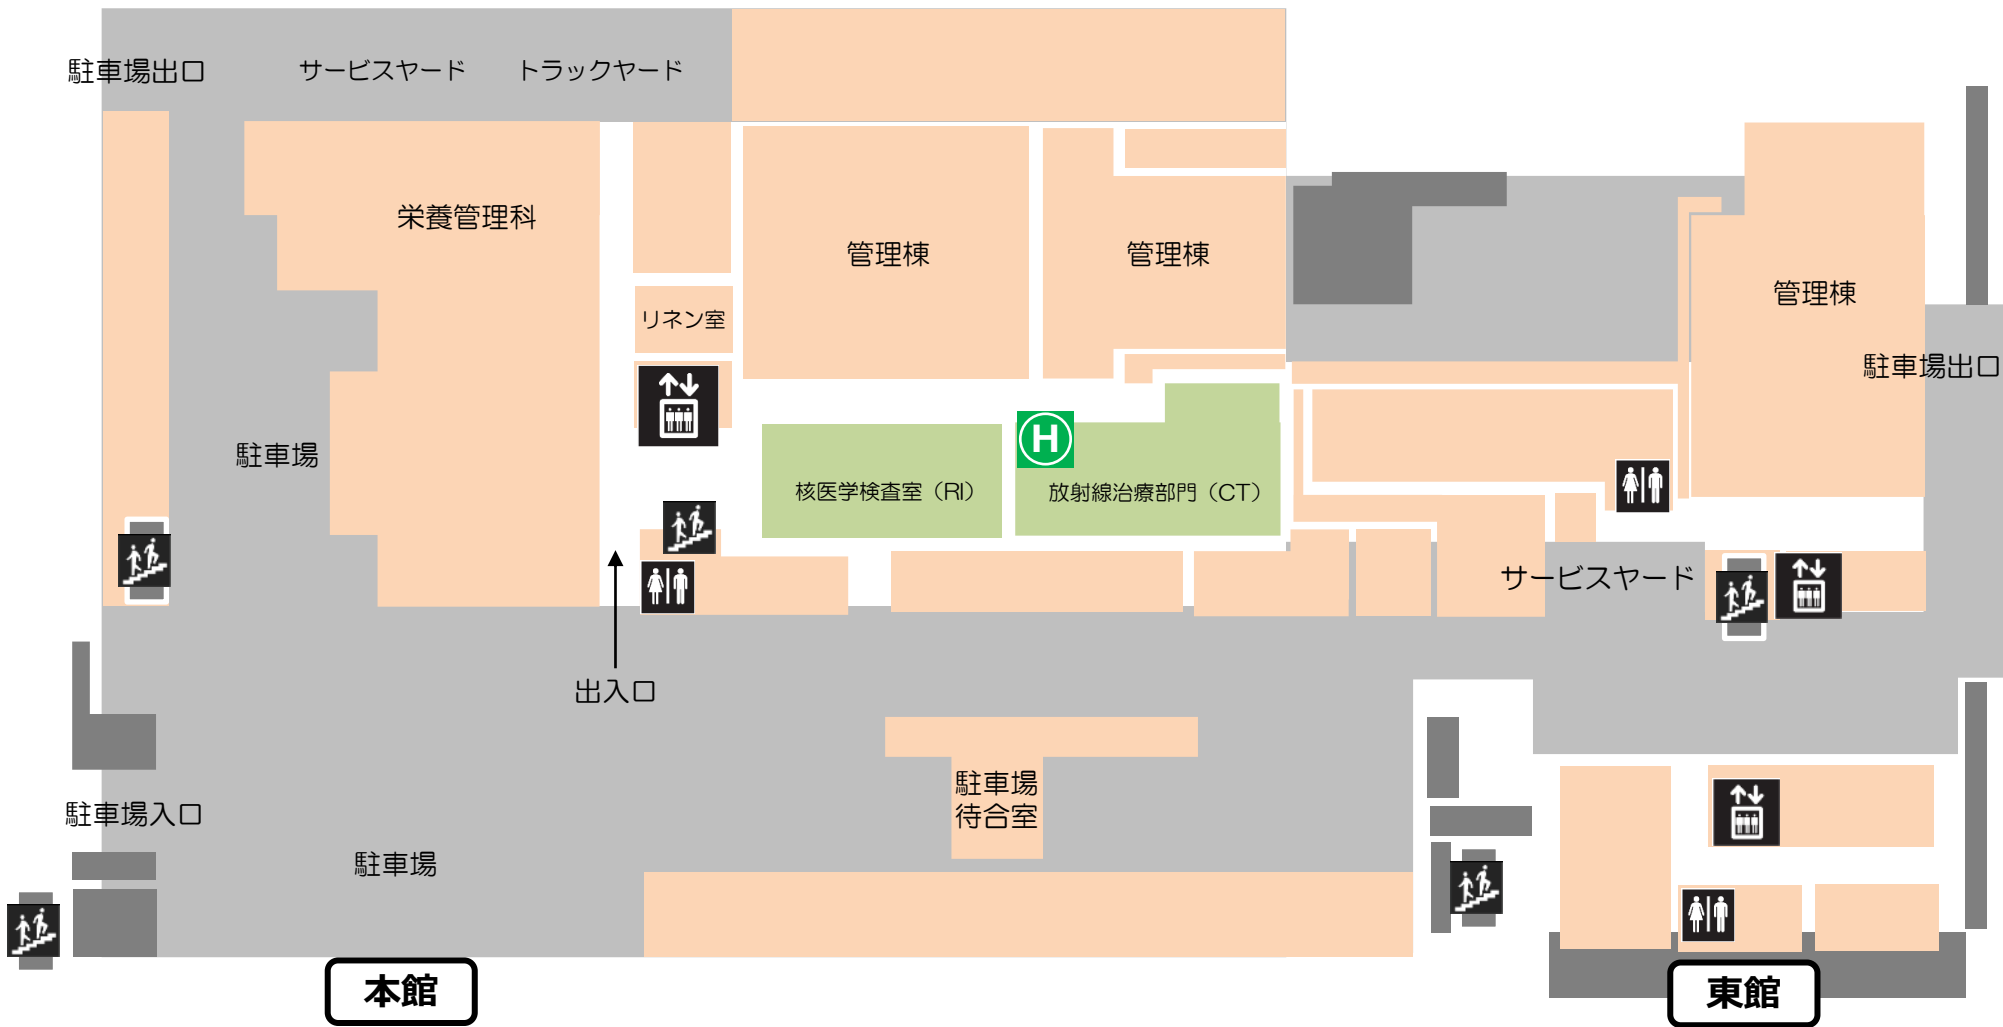 駐車場出口
サービスヤード
トラックヤード
栄養管理科
管理棟
管理棟
管理棟
リネン室
駐車場出口
駐車場
H
核医学検査室（RI）
放射線治療部門（CT）
サービスヤード
出入口
駐車場
待合室
駐車場入口
駐車場
本館
東館